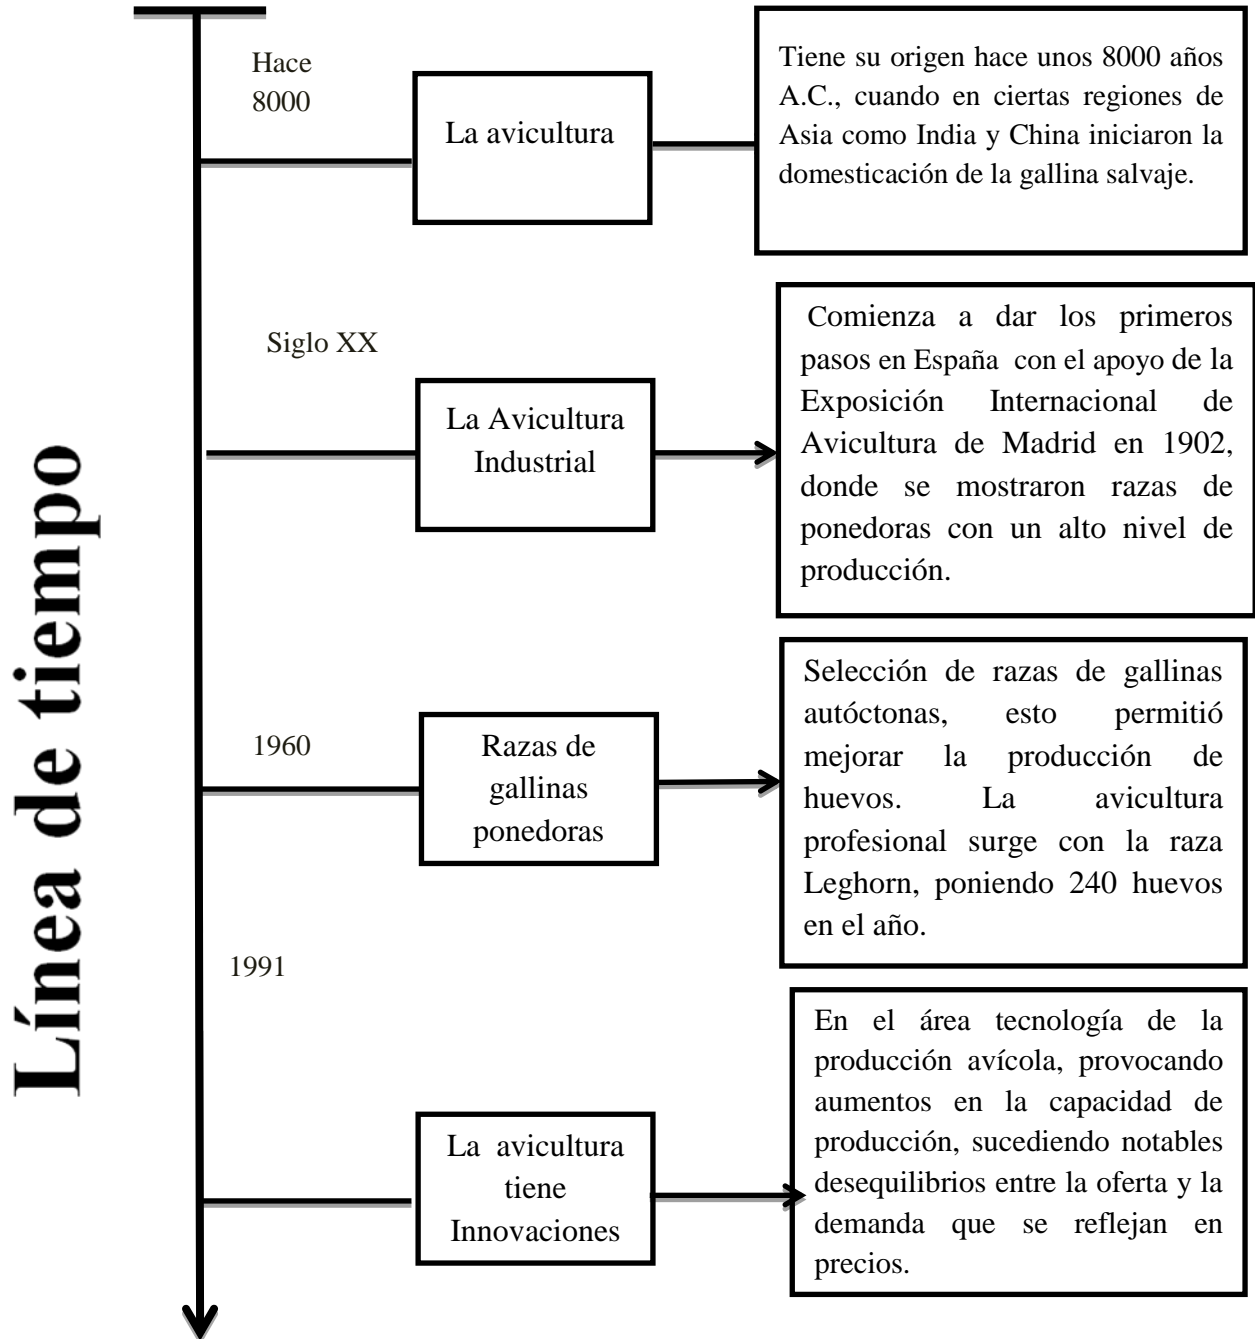 Línea de tiempo
Hace
8000
La avicultura
Tiene su origen hace unos 8000 años
A.C., cuando en ciertas regiones de
Asia como India y China iniciaron la
domesticación de la gallina salvaje.
Siglo XX
La Avicultura
Industrial
Comienza a dar los primeros
pasos en España con el apoyo de la
Exposición Internacional de
Avicultura de Madrid en 1902,
donde se mostraron razas de
ponedoras con un alto nivel de
producción.
1960
Razas de
gallinas
ponedoras
Selección de razas de gallinas
autóctonas, esto permitió
mejorar la producción de
huevos. La avicultura
profesional surge con la raza
Leghorn, poniendo 240 huevos
en el año.
1991
La avicultura
tiene
Innovaciones
En el área tecnología de la
producción avícola, provocando
aumentos en la capacidad de
producción, sucediendo notables
desequilibrios entre la oferta y la
demanda que se reflejan en
precios.